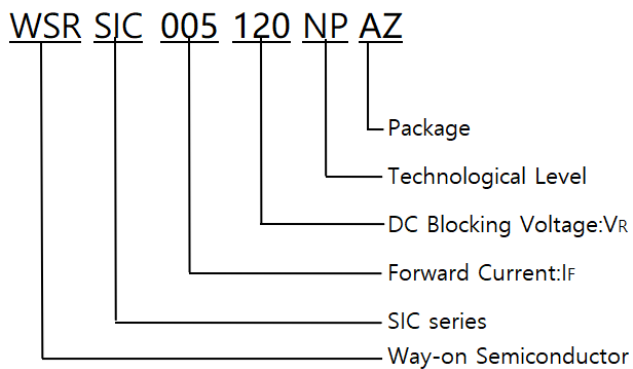 WSR SIC 005 120 NP AZ
Package
Technological Level
DC Blocking Voltage:VR
Forward Current:IF
SIC series
Way-on Semiconductor